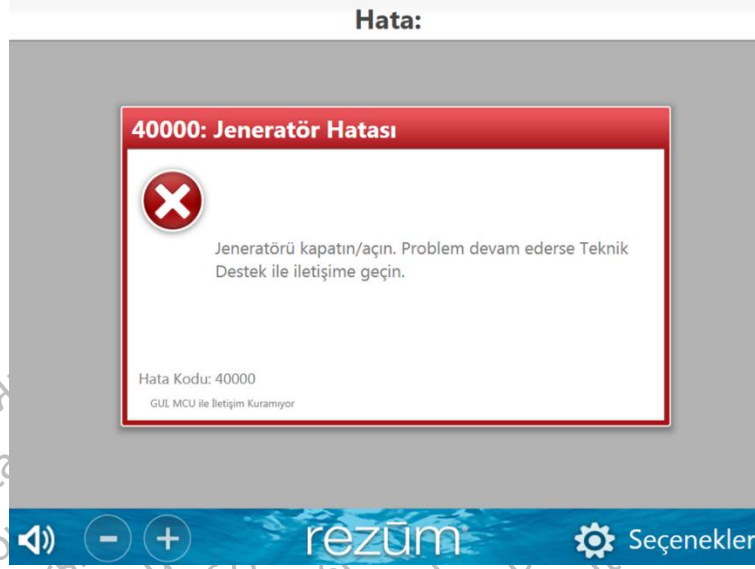 Hata:
40000: Jeneratör Hatası
Jeneratörü kapatın/açın. Problem devam ederse Teknik
Destek ile iletişime geçin.
Hata Kodu: 40000
GUI, MCU ile İletişim Kuramıyor
rezūm
Seçenekler